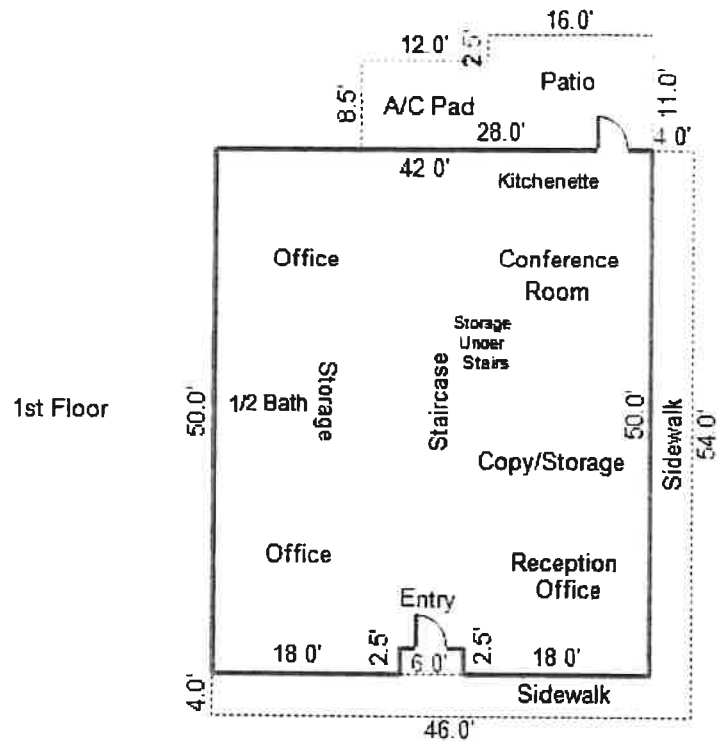 16.0'
12.0'
2.5'
Patio
8.5'
A/C Pad
11.0'
28.0'
4 0'
42 0'
Kitchenette
Office
Conference
Room
Storage
Under
Stairs
1st Floor
50.0'
1/2 Bath
Storage
Staircase
50.0'
Sidewalk
54.0'
Copy/Storage
Office
Reception
Office
Entry
18 0'
2.5'
6.0'
2.5'
18 0'
4.0'
Sidewalk
46.0'